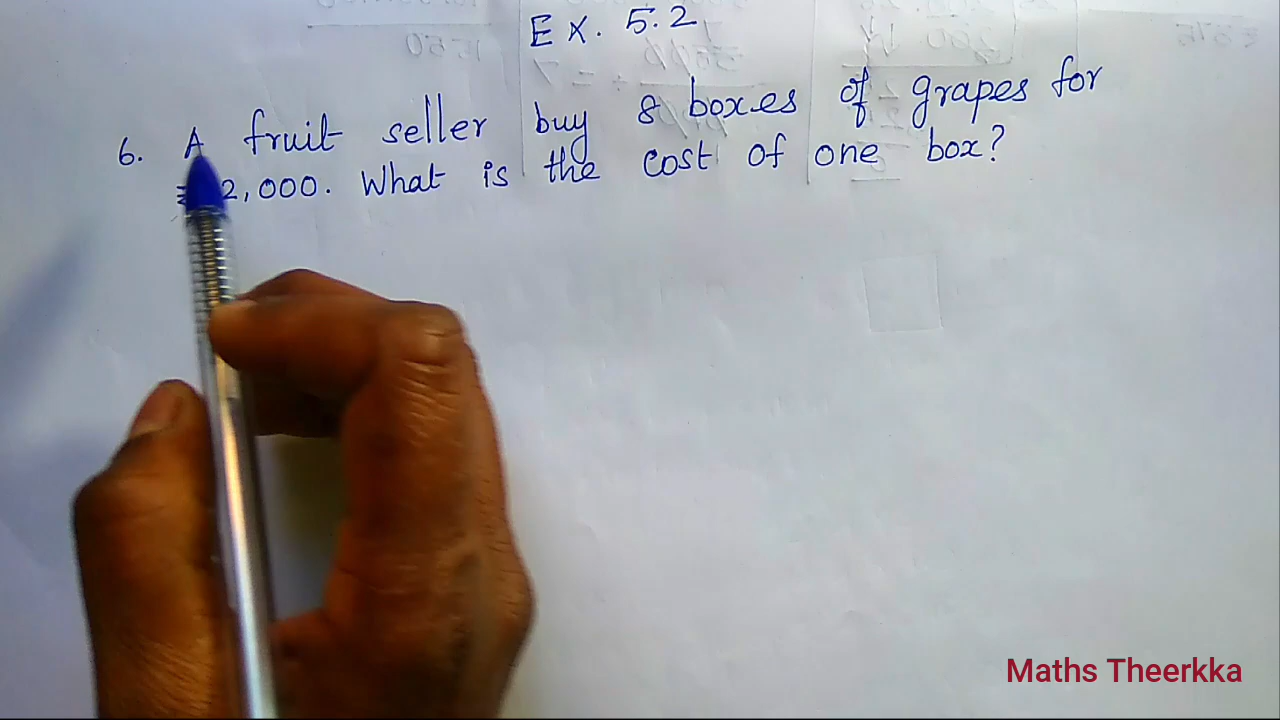 Ex. 5.2
6. A fruit seller buy 8 boxes of grapes for
2,000. What is the cost of one box?
Maths Theerkka